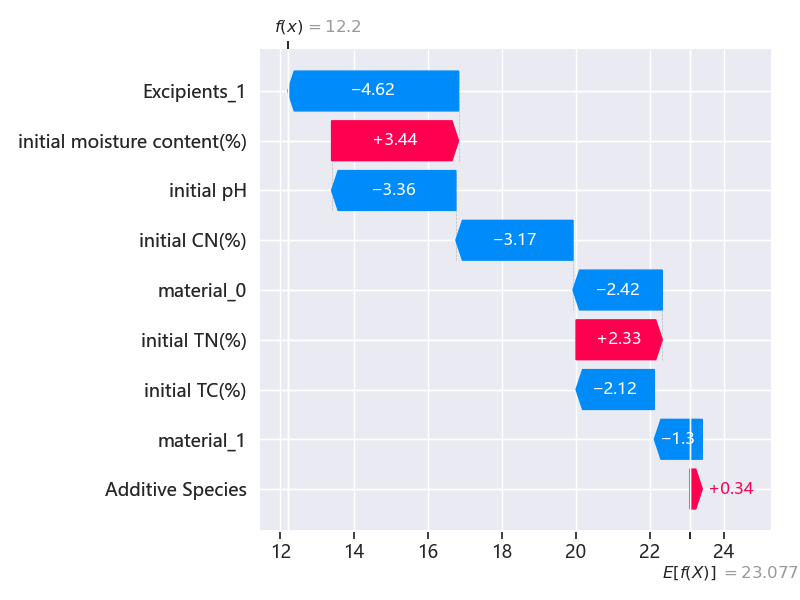 f(x) = 12.2
Excipients_1 −4.62
initial moisture content(%) +3.44
initial pH −3.36
initial CN(%) −3.17
material_0 −2.42
initial TN(%) +2.33
initial TC(%) −2.12
material_1 −1.3
Additive Species +0.34
12 14 16 18 20 22 24
E[f(X)] = 23.077